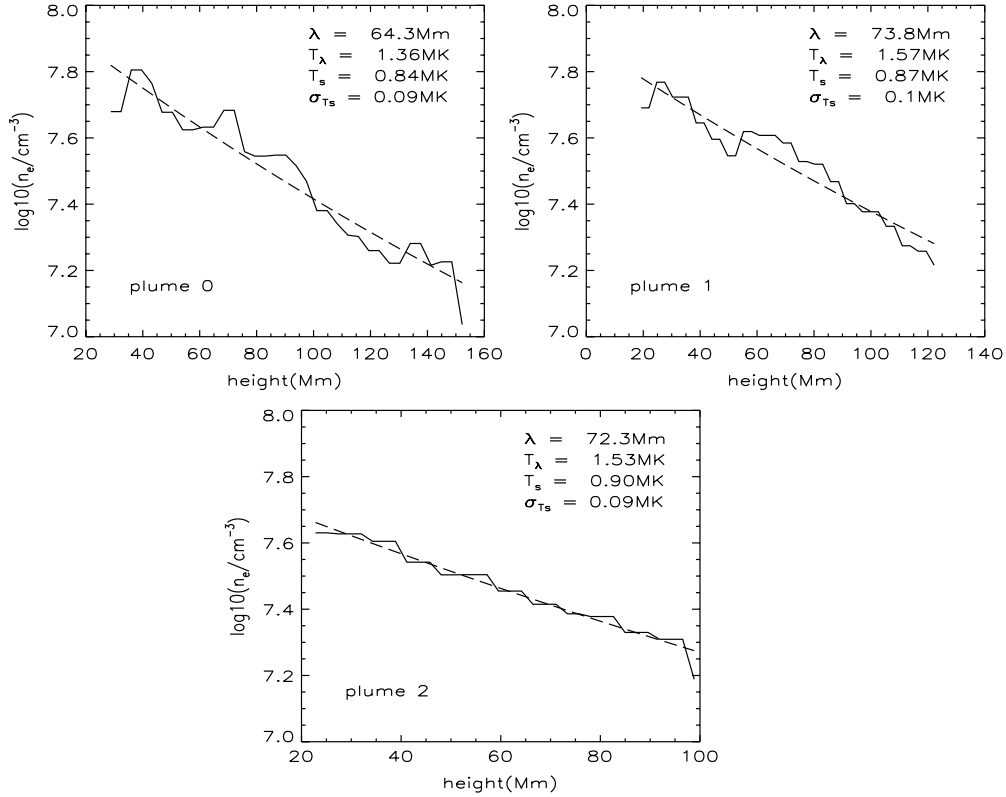 8.0
7.8
7.6
7.4
7.2
7.0
log10(nₑ/cm⁻³)
λ = 64.3Mm
T_λ = 1.36MK
T_s = 0.84MK
σ_Ts = 0.09MK
plume 0
20 40 60 80 100 120 140 160
height(Mm)
8.0
7.8
7.6
7.4
7.2
7.0
log10(nₑ/cm⁻³)
λ = 73.8Mm
T_λ = 1.57MK
T_s = 0.87MK
σ_Ts = 0.1MK
plume 1
0 20 40 60 80 100 120 140
height(Mm)
8.0
7.8
7.6
7.4
7.2
7.0
log10(nₑ/cm⁻³)
λ = 72.3Mm
T_λ = 1.53MK
T_s = 0.90MK
σ_Ts = 0.09MK
plume 2
20 40 60 80 100
height(Mm)